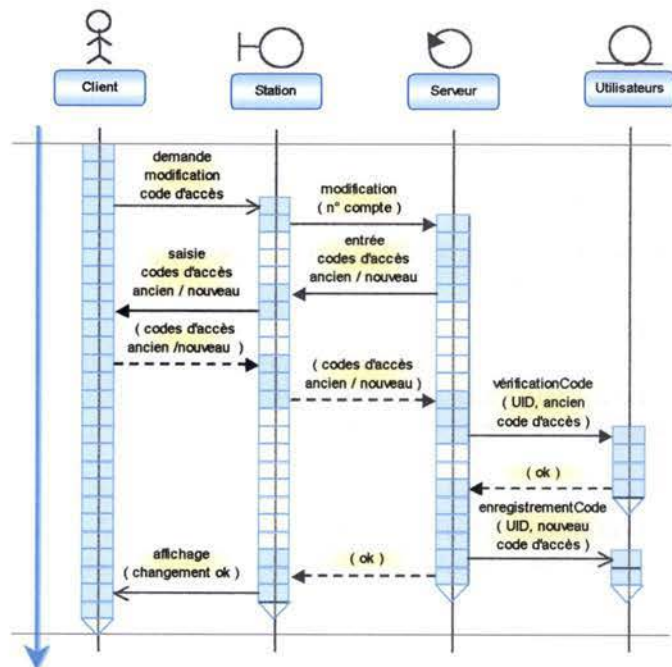 Client
Station
Serveur
Utilisateurs
demande
modification
code d'accès
modification
( n° compte )
entrée
codes d'accès
ancien / nouveau
saisie
codes d'accès
ancien / nouveau
( codes d'accès
ancien /nouveau )
( codes d'accès
ancien / nouveau )
vérificationCode
( UID, ancien
code d'accès )
( ok )
enregistrementCode
( UID, nouveau
code d'accès )
( ok )
affichage
( changement ok )